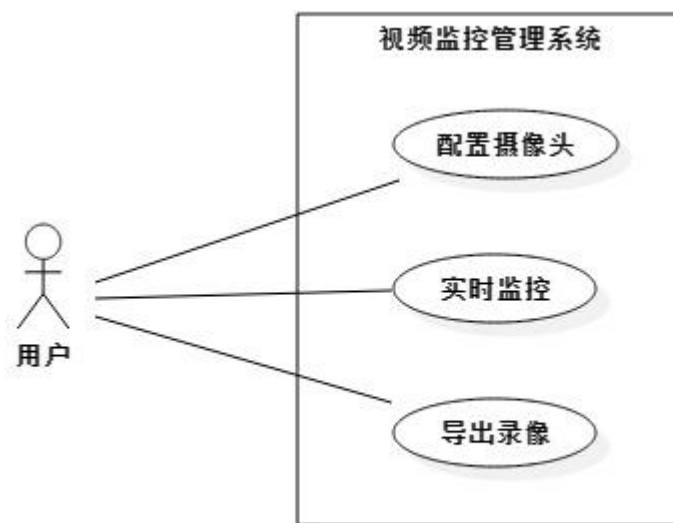 视频监控管理系统
配置摄像头
实时监控
用户
导出录像